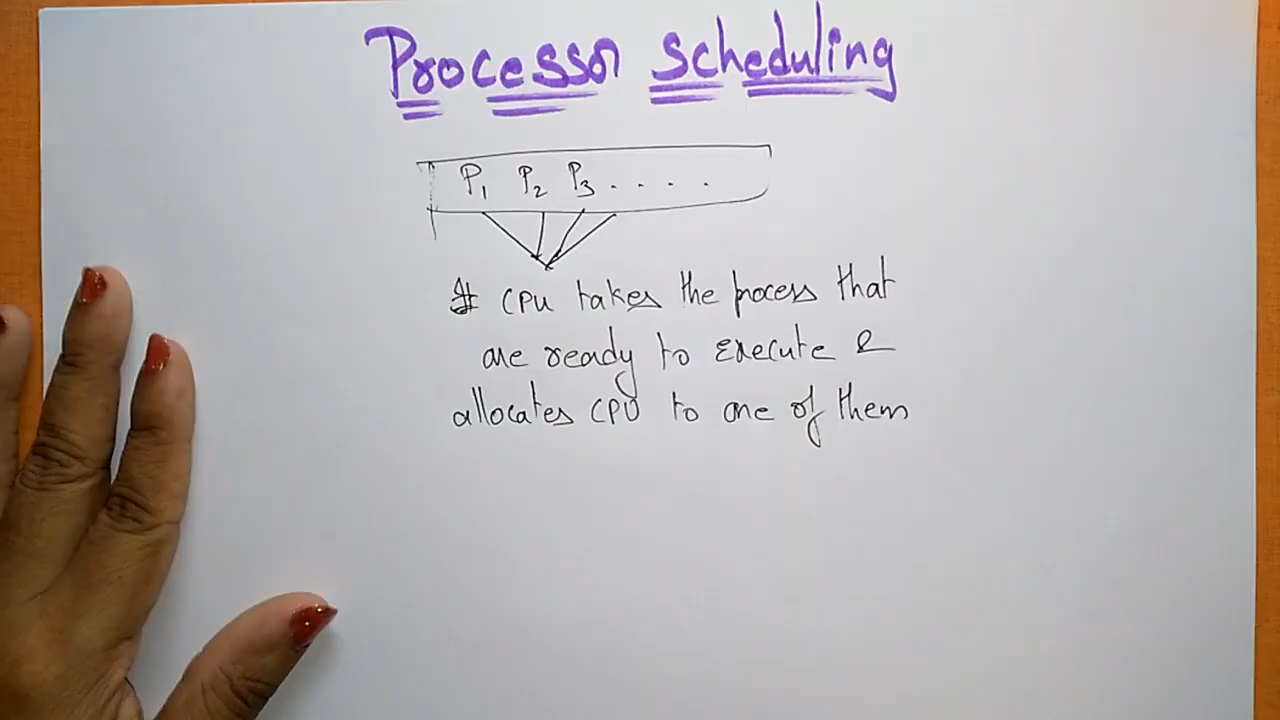 Processor scheduling
P1 P2 P3 . . . .
# CPU takes the process that
are ready to execute &
allocates CPU to one of them